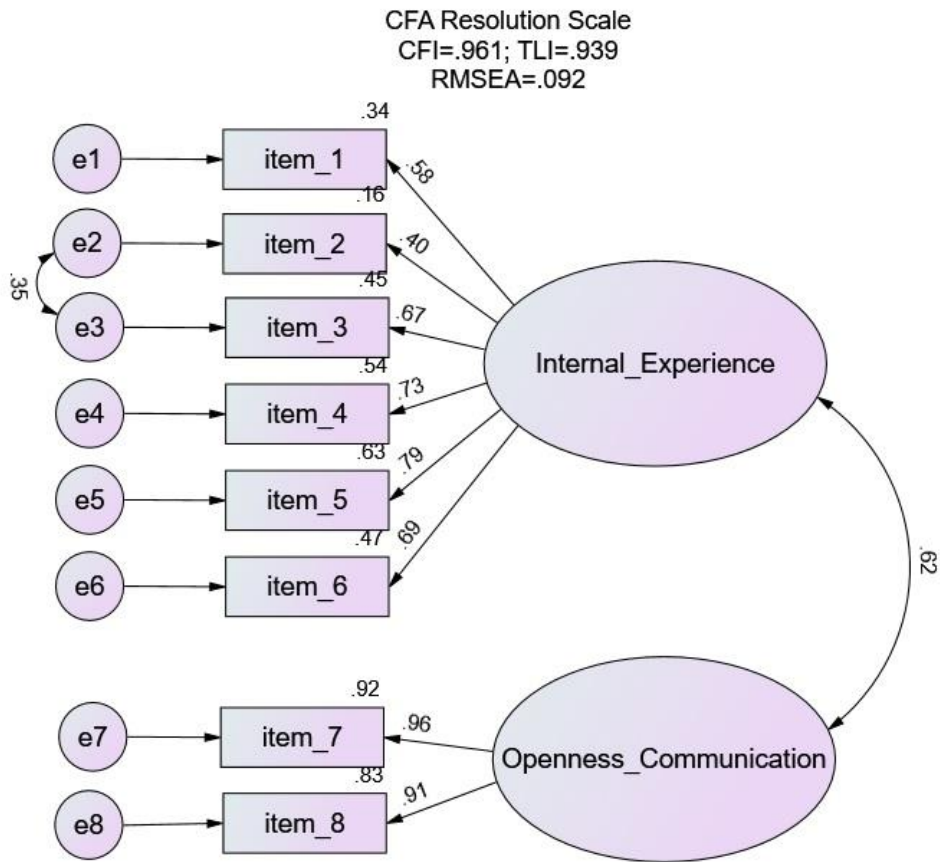 CFA Resolution Scale
CFI=.961; TLI=.939
RMSEA=.092
.34
e1
item_1
.58
.16
e2
item_2
.40
.45
.35
e3
item_3
.67
.54
e4
item_4
.73
.63
e5
item_5
.79
.47
e6
item_6
.69
Internal_Experience
.62
.92
e7
item_7
.96
.83
e8
item_8
.91
Openness_Communication